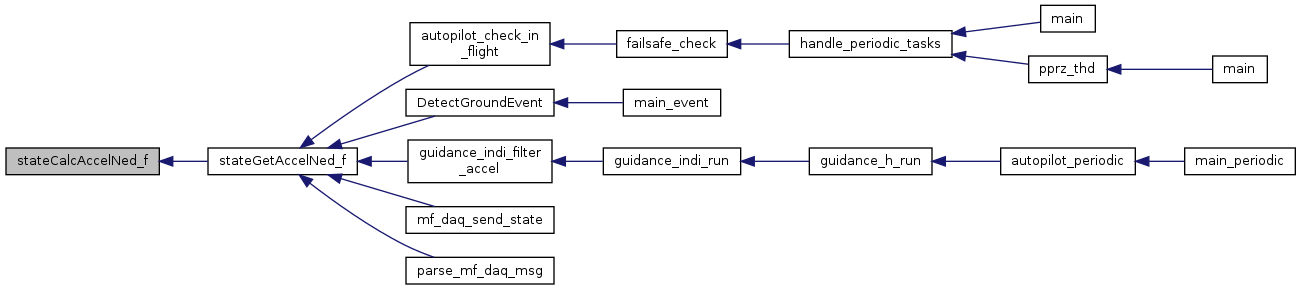 main
autopilot_check_in
_flight
failsafe_check
handle_periodic_tasks
pprz_thd
main
DetectGroundEvent
main_event
stateCalcAccelNed_f
stateGetAccelNed_f
guidance_indi_filter
_accel
guidance_indi_run
guidance_h_run
autopilot_periodic
main_periodic
mf_daq_send_state
parse_mf_daq_msg